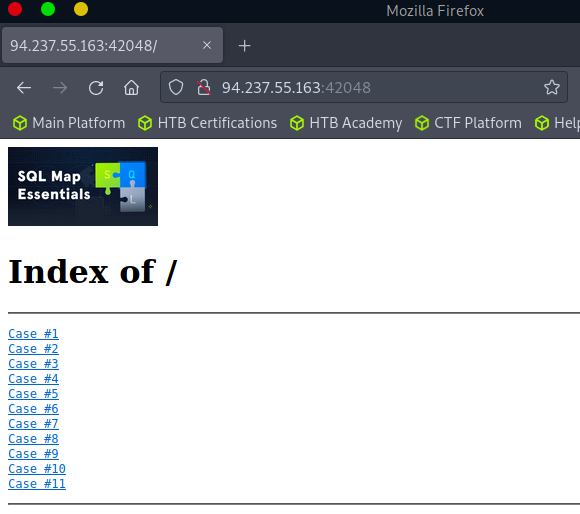 Mozilla Firefox
94.237.55.163:42048/
94.237.55.163:42048
Main Platform HTB Certifications HTB Academy CTF Platform Help
SQL Map
Essentials
S Q
L
Index of /
Case #1
Case #2
Case #3
Case #4
Case #5
Case #6
Case #7
Case #8
Case #9
Case #10
Case #11